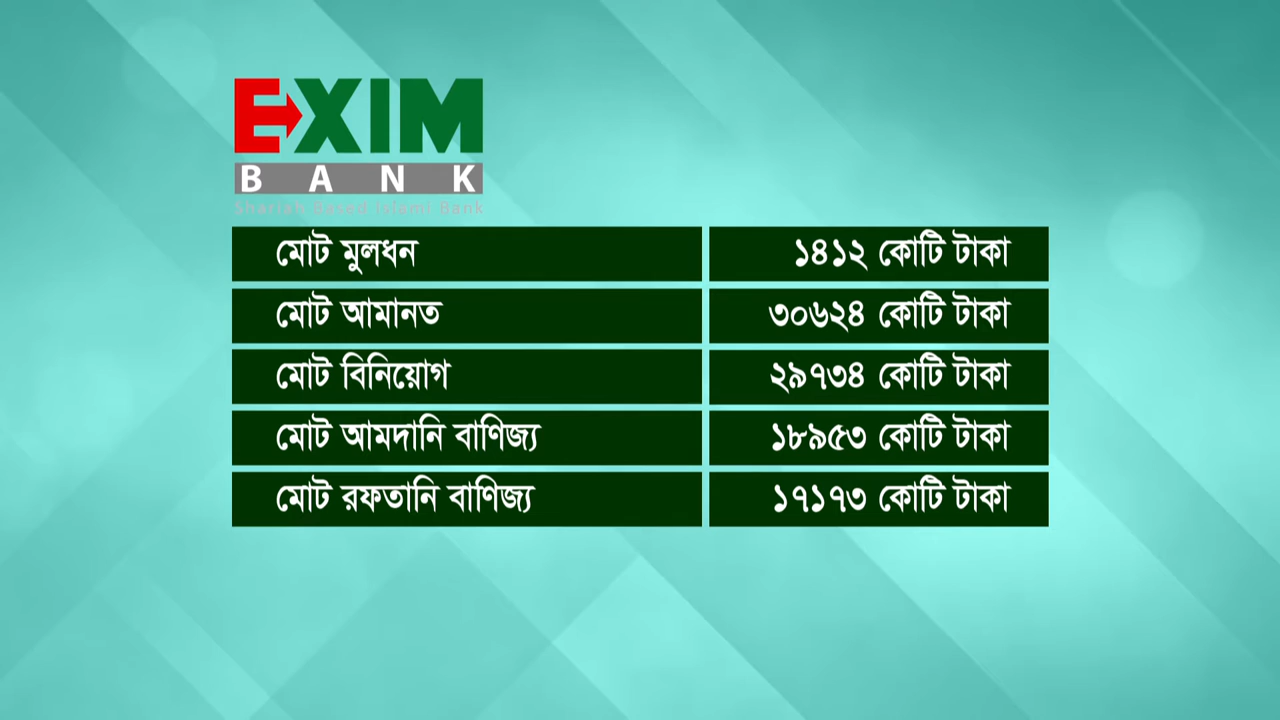 EXIM
BANK
Shariah Based Islami Bank
মোট মুলধন ১৪১২ কোটি টাকা
মোট আমানত ৩০৬২৪ কোটি টাকা
মোট বিনিয়োগ ২৯৭৩৪ কোটি টাকা
মোট আমদানি বাণিজ্য ১৮৯৫৩ কোটি টাকা
মোট রফতানি বাণিজ্য ১৭১৭৩ কোটি টাকা